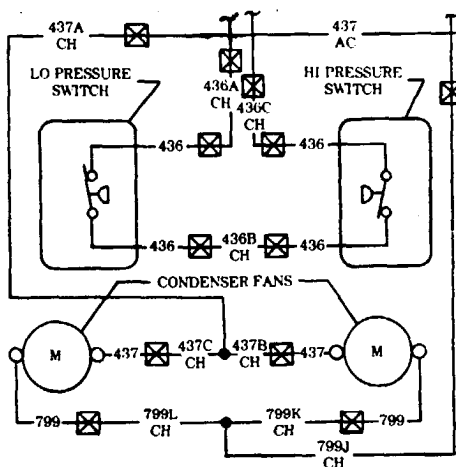 437A
CH
437
AC
LO PRESSURE
SWITCH
HI PRESSURE
SWITCH
436A
CH
436C
CH
436
436
436
436B
CH
436
CONDENSER FANS
M
437
437C
CH
437B
CH
437
M
799
799L
CH
799K
CH
799
799J
CH